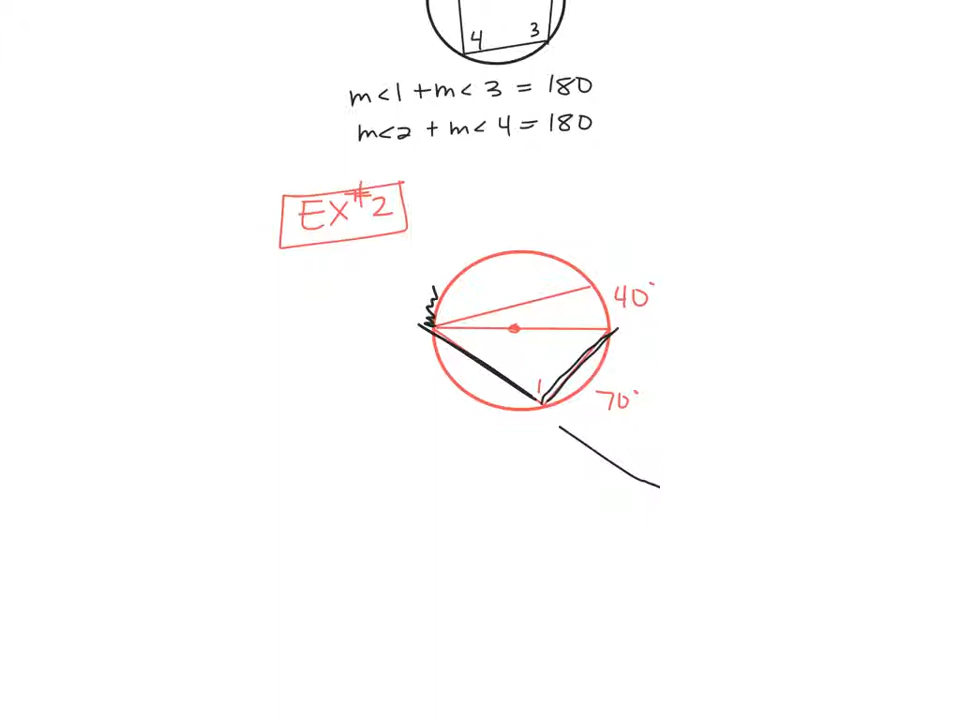 4 3
m<1 + m<3 = 180
m<2 + m<4 = 180
EX#2
40°
1
70°